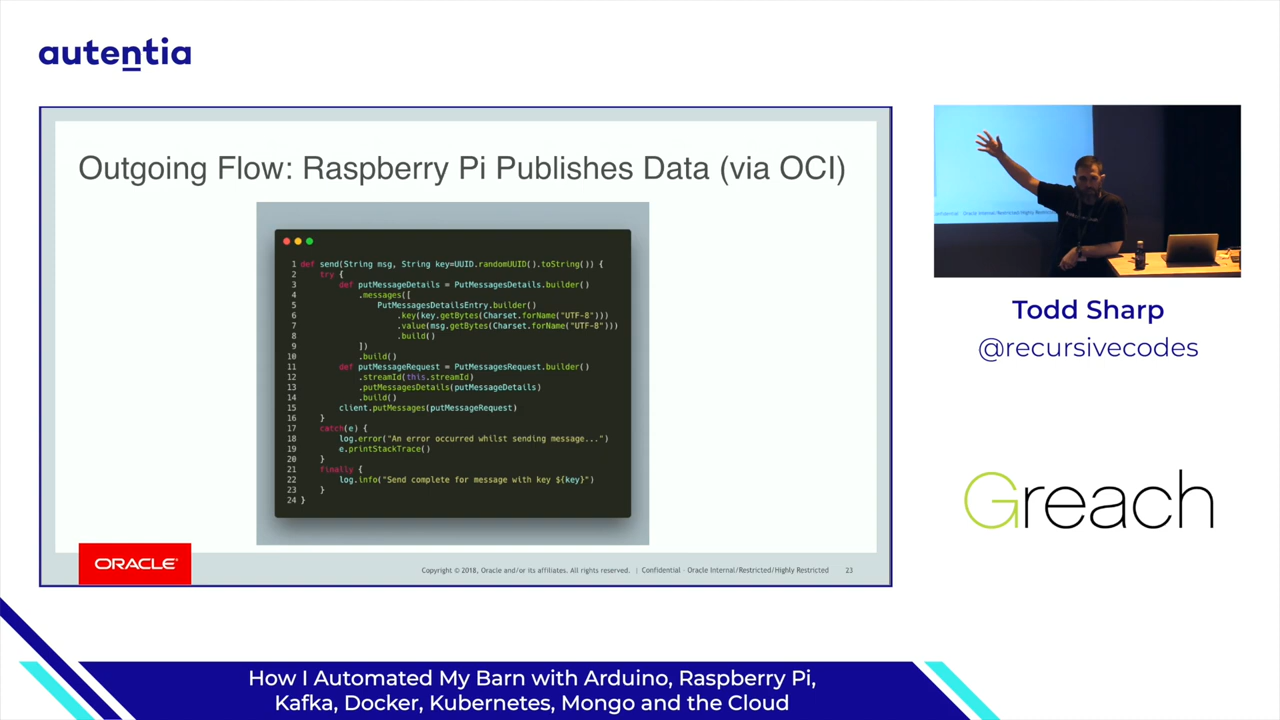 autentia
Outgoing Flow: Raspberry Pi Publishes Data (via OCI)
1 def send(String msg, String key=UUID.randomUUID().toString()) {
2 try {
3 def putMessageDetails = PutMessagesDetails.builder()
4 .messages([
5 PutMessagesDetailsEntry.builder()
6 .key(key.getBytes(Charset.forName("UTF-8")))
7 .value(msg.getBytes(Charset.forName("UTF-8")))
8 .build()
9 ])
10 .build()
11 def putMessageRequest = PutMessagesRequest.builder()
12 .streamId(this.streamId)
13 .putMessagesDetails(putMessageDetails)
14 .build()
15 client.putMessages(putMessageRequest)
16 }
17 catch(e) {
18 log.error("An error occurred whilst sending message...")
19 e.printStackTrace()
20 }
21 finally {
22 log.info("Send complete for message with key ${key}")
23 }
24 }
ORACLE®
Copyright © 2018, Oracle and/or its affiliates. All rights reserved. | Confidential - Oracle Internal/Restricted/Highly Restricted 23
Todd Sharp
@recursivecodes
Greach
How I Automated My Barn with Arduino, Raspberry Pi,
Kafka, Docker, Kubernetes, Mongo and the Cloud